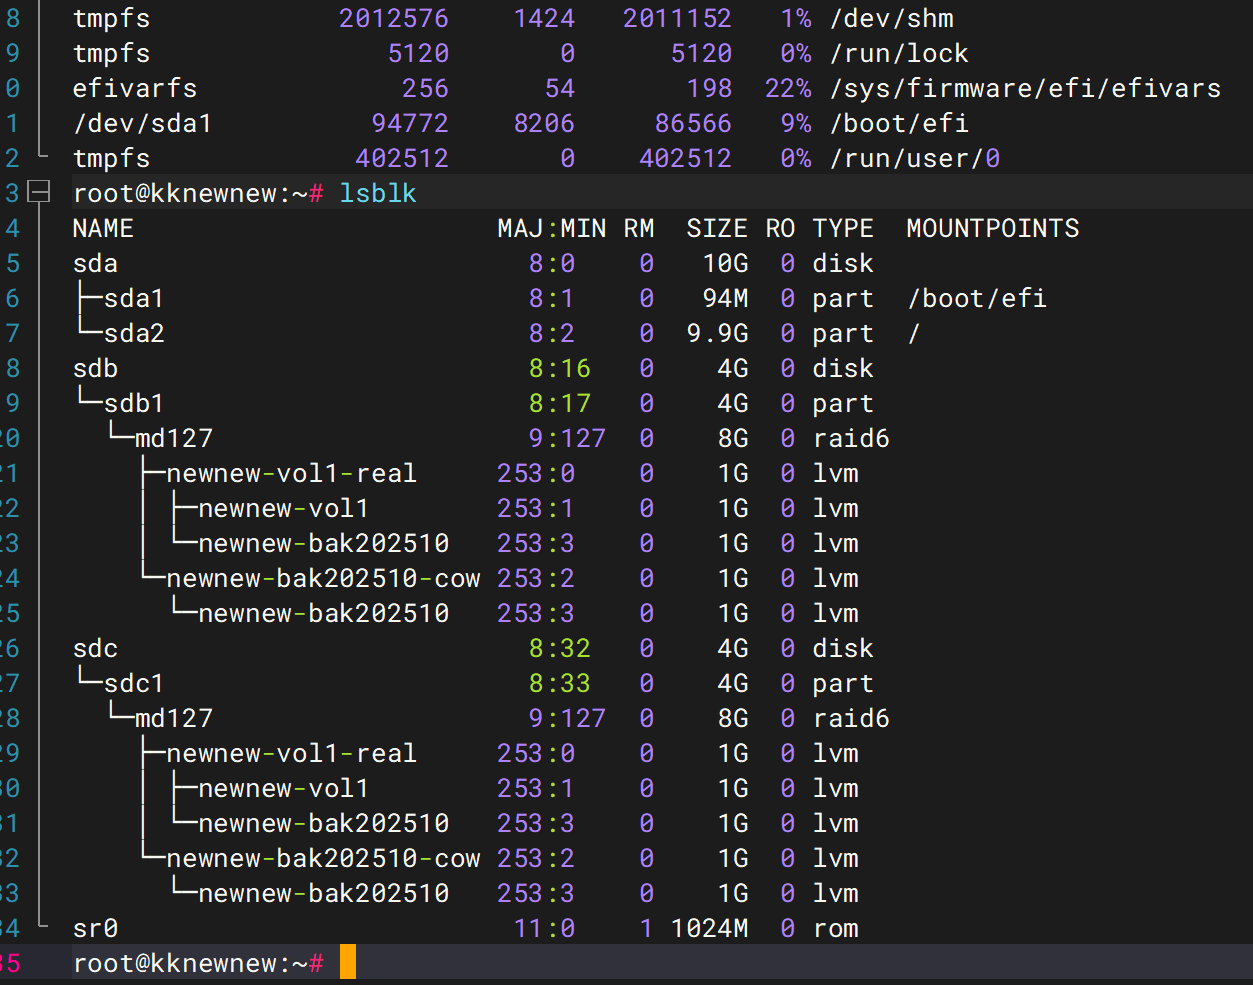 8 tmpfs 2012576 1424 2011152 1% /dev/shm
9 tmpfs 5120 0 5120 0% /run/lock
0 efivarfs 256 54 198 22% /sys/firmware/efi/efivars
1 /dev/sda1 94772 8206 86566 9% /boot/efi
2 tmpfs 402512 0 402512 0% /run/user/0
3 root@kknewnew:~# lsblk
4 NAME MAJ:MIN RM SIZE RO TYPE MOUNTPOINTS
5 sda 8:0 0 10G 0 disk
6 ├─sda1 8:1 0 94M 0 part /boot/efi
7 └─sda2 8:2 0 9.9G 0 part /
8 sdb 8:16 0 4G 0 disk
9 └─sdb1 8:17 0 4G 0 part
20 └─md127 9:127 0 8G 0 raid6
21 ├─newnew-vol1-real 253:0 0 1G 0 lvm
22 │ ├─newnew-vol1 253:1 0 1G 0 lvm
23 │ └─newnew-bak202510 253:3 0 1G 0 lvm
24 └─newnew-bak202510-cow 253:2 0 1G 0 lvm
25 └─newnew-bak202510 253:3 0 1G 0 lvm
26 sdc 8:32 0 4G 0 disk
27 └─sdc1 8:33 0 4G 0 part
28 └─md127 9:127 0 8G 0 raid6
29 ├─newnew-vol1-real 253:0 0 1G 0 lvm
30 │ ├─newnew-vol1 253:1 0 1G 0 lvm
31 │ └─newnew-bak202510 253:3 0 1G 0 lvm
32 └─newnew-bak202510-cow 253:2 0 1G 0 lvm
33 └─newnew-bak202510 253:3 0 1G 0 lvm
34 sr0 11:0 1 1024M 0 rom
35 root@kknewnew:~#